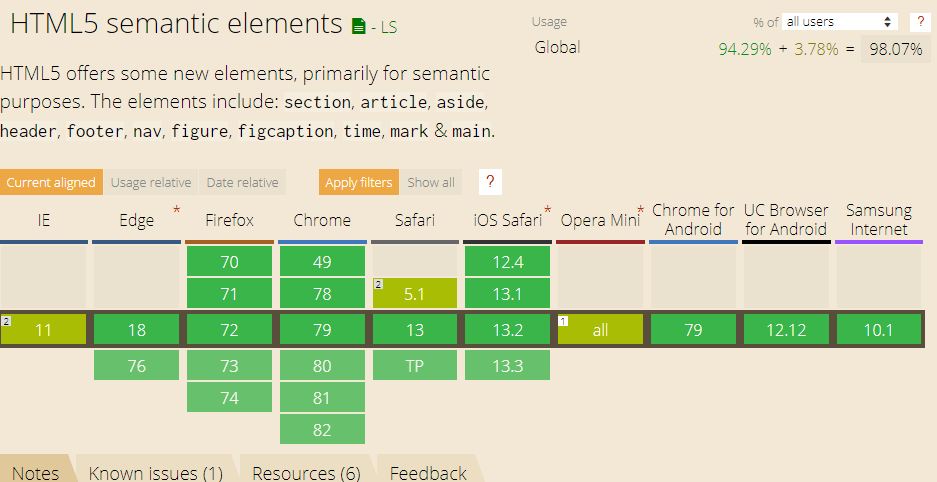 HTML5 semantic elements - LS
Usage % of all users ?
Global 94.29% + 3.78% = 98.07%
HTML5 offers some new elements, primarily for semantic
purposes. The elements include: section, article, aside,
header, footer, nav, figure, figcaption, time, mark & main.
Current aligned Usage relative Date relative Apply filters Show all ?
IE Edge * Firefox Chrome Safari iOS Safari * Opera Mini * Chrome for Android UC Browser for Android Samsung Internet
70 49 12.4
71 78 2 5.1 13.1
2 11 18 72 79 13 13.2 1 all 79 12.12 10.1
76 73 80 TP 13.3
74 81
82
Notes Known issues (1) Resources (6) Feedback